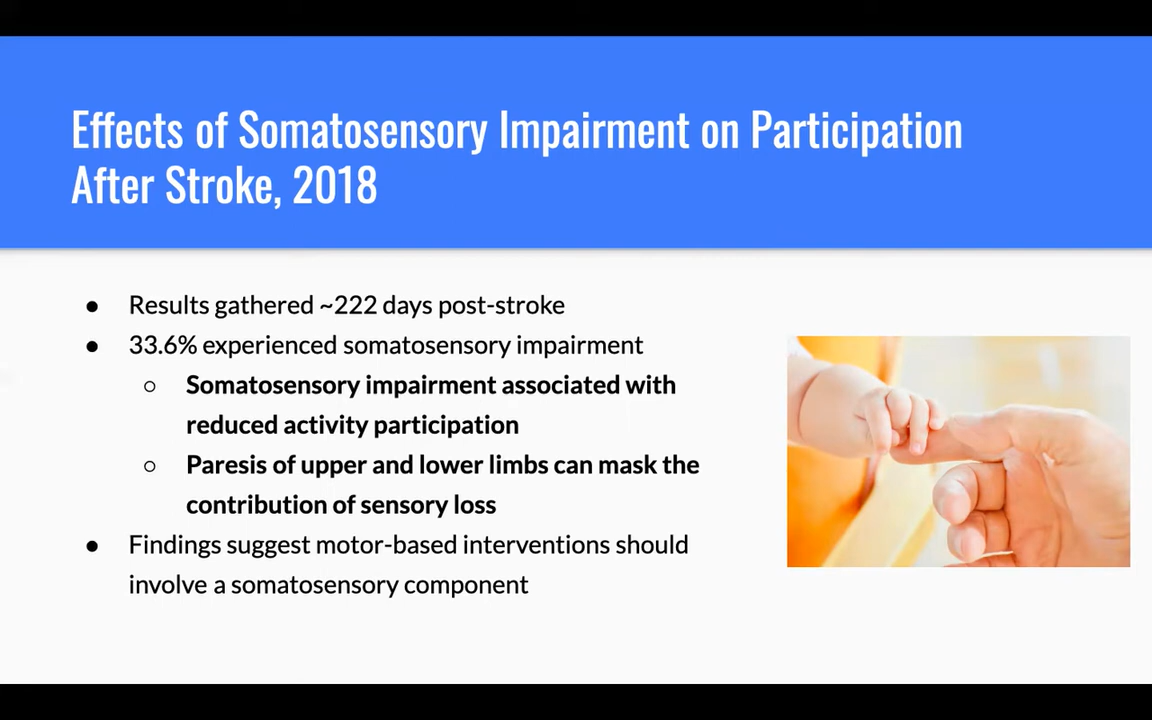 Effects of Somatosensory Impairment on Participation
After Stroke, 2018
● Results gathered ~222 days post-stroke
● 33.6% experienced somatosensory impairment
○ Somatosensory impairment associated with
reduced activity participation
○ Paresis of upper and lower limbs can mask the
contribution of sensory loss
● Findings suggest motor-based interventions should
involve a somatosensory component